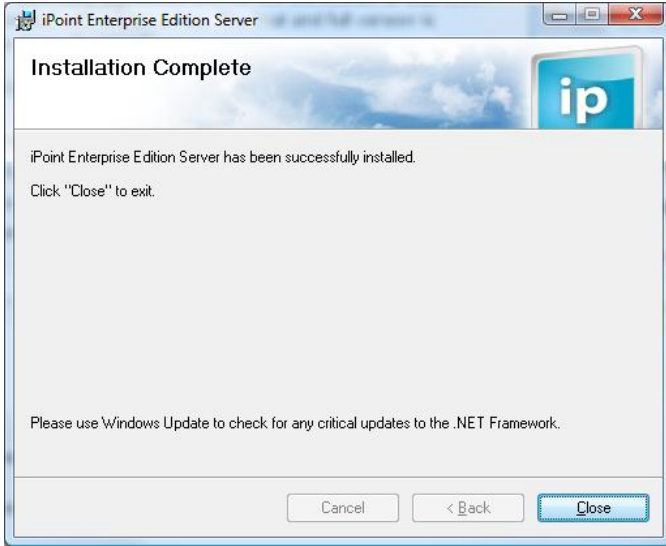 iPoint Enterprise Edition Server
Installation Complete
ip
iPoint Enterprise Edition Server has been successfully installed.
Click "Close" to exit.
Please use Windows Update to check for any critical updates to the .NET Framework.
Cancel
< Back
Close